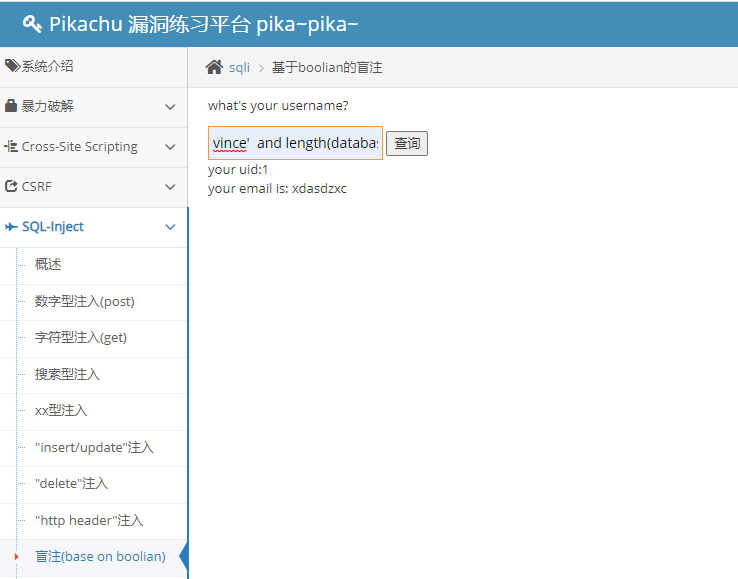 Pikachu 漏洞练习平台 pika~pika~
系统介绍
暴力破解
Cross-Site Scripting
CSRF
SQL-Inject
概述
数字型注入(post)
字符型注入(get)
搜索型注入
xx型注入
"insert/update"注入
"delete"注入
"http header"注入
盲注(base on boolian)
sqli > 基于boolian的盲注
what's your username?
vince' and length(databas 查询
your uid:1
your email is: xdasdzxc